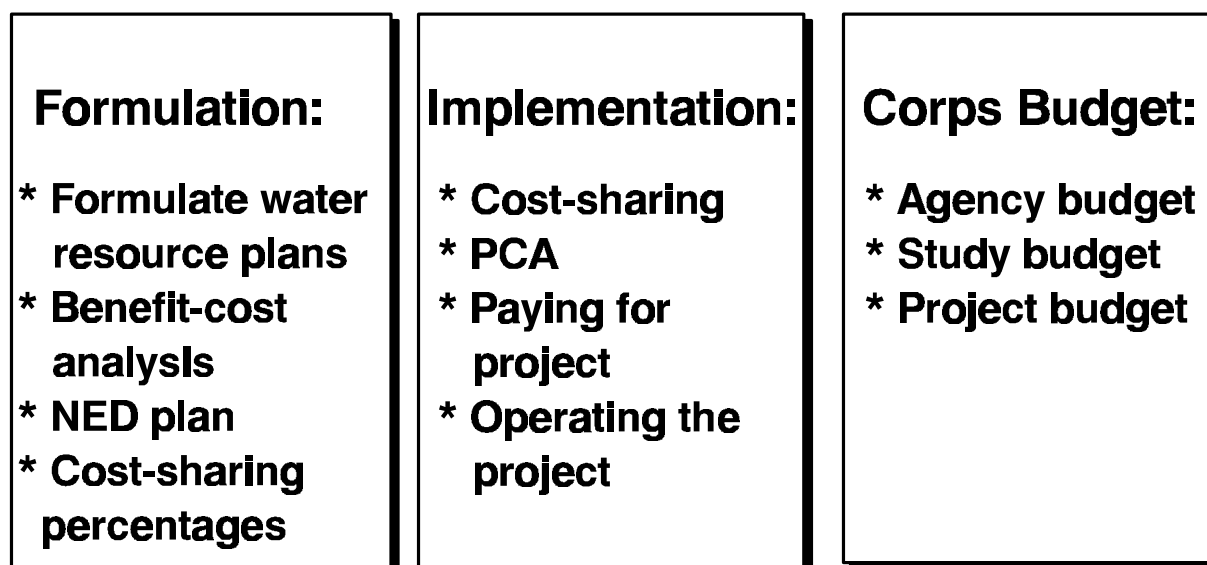 Formulation:
* Formulate water
resource plans
* Benefit-cost
analysis
* NED plan
* Cost-sharing
percentages
Implementation:
* Cost-sharing
* PCA
* Paying for
project
* Operating the
project
Corps Budget:
* Agency budget
* Study budget
* Project budget